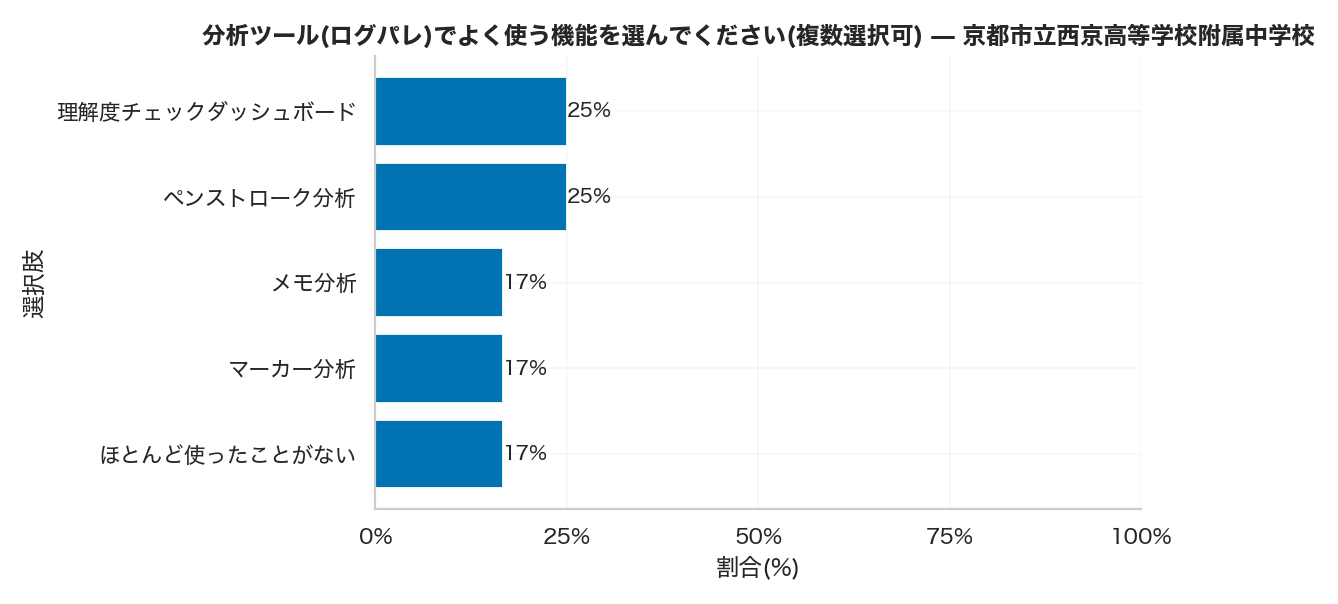 分析ツール(ログパレ)でよく使う機能を選んでください(複数選択可) — 京都市立西京高等学校附属中学校
理解度チェックダッシュボード
25%
ペンストローク分析
25%
メモ分析
17%
マーカー分析
17%
ほとんど使ったことがない
17%
選択肢
0%
25%
50%
75%
100%
割合(%)